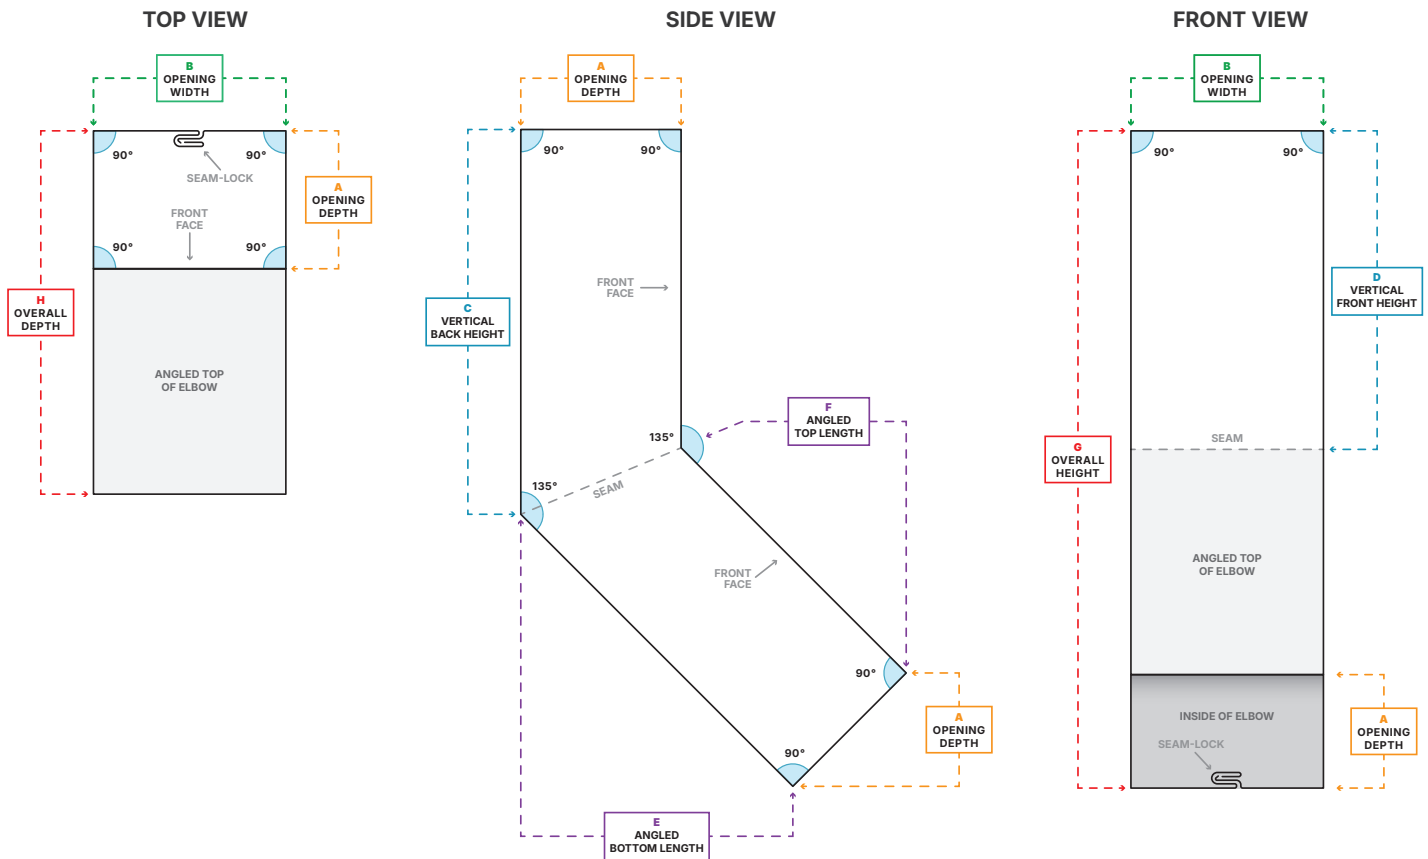 TOP VIEW
B
OPENING
WIDTH
90°
90°
SEAM-LOCK
A
OPENING
DEPTH
FRONT
FACE
90°
90°
H
OVERALL
DEPTH
ANGLED TOP
OF ELBOW
SIDE VIEW
A
OPENING
DEPTH
90°
90°
FRONT
FACE
C
VERTICAL
BACK HEIGHT
F
ANGLED
TOP LENGTH
135°
135°
SEAM
FRONT
FACE
90°
A
OPENING
DEPTH
90°
E
ANGLED
BOTTOM LENGTH
FRONT VIEW
B
OPENING
WIDTH
90°
90°
D
VERTICAL
FRONT HEIGHT
SEAM
G
OVERALL
HEIGHT
ANGLED TOP
OF ELBOW
INSIDE OF ELBOW
SEAM-LOCK
A
OPENING
DEPTH